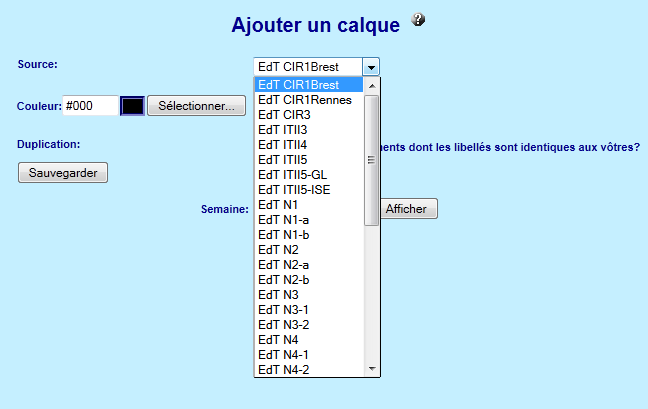 Ajouter un calque ?
Source: EdT CIR1Brest
EdT CIR1Brest
EdT CIR1Rennes
Couleur: #000 Sélectionner...
EdT CIR3
EdT ITII3
Duplication:
EdT ITII4
ents dont les libellés sont identiques aux vôtres?
EdT ITII5
Sauvegarder
EdT ITII5-GL
EdT ITII5-ISE
Semaine:
EdT N1
Afficher
EdT N1-a
EdT N1-b
EdT N2
EdT N2-a
EdT N2-b
EdT N3
EdT N3-1
EdT N3-2
EdT N4
EdT N4-1
EdT N4-2